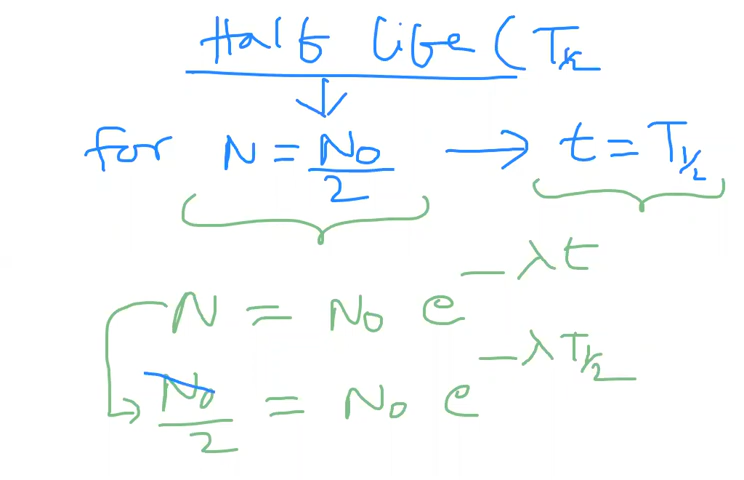 Half life (T½
for N = N₀/2 → t = T½
N = N₀ e^(-λt)
N₀/2 = N₀ e^(-λT½)